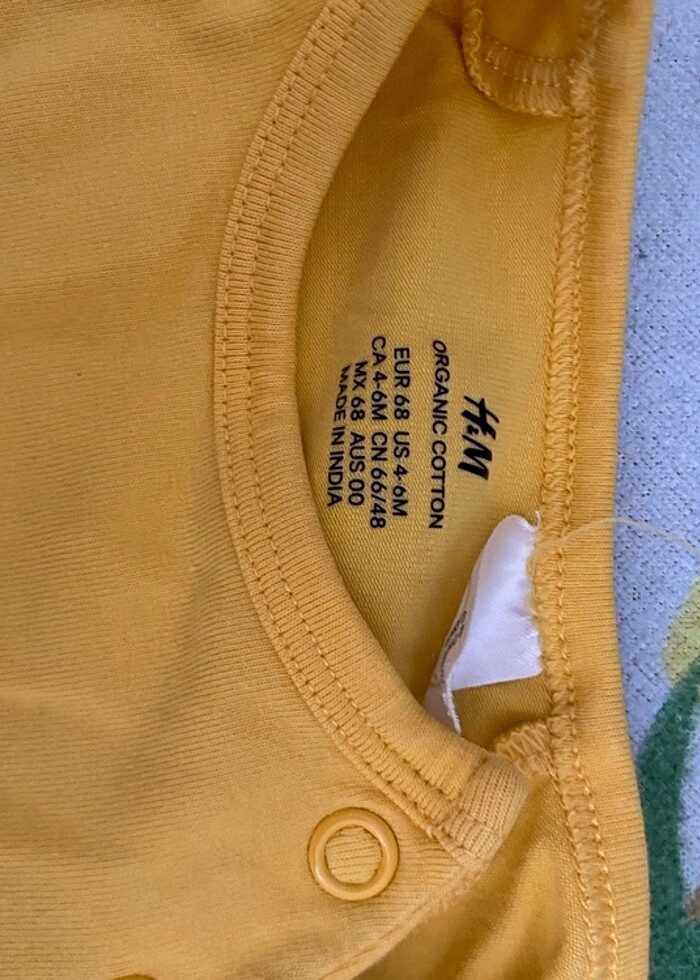 H&M
ORGANIC COTTON
EUR 68 US 4-6M
CA 4-6M CN 66/48
MX 68 AUS 00
MADE IN INDIA